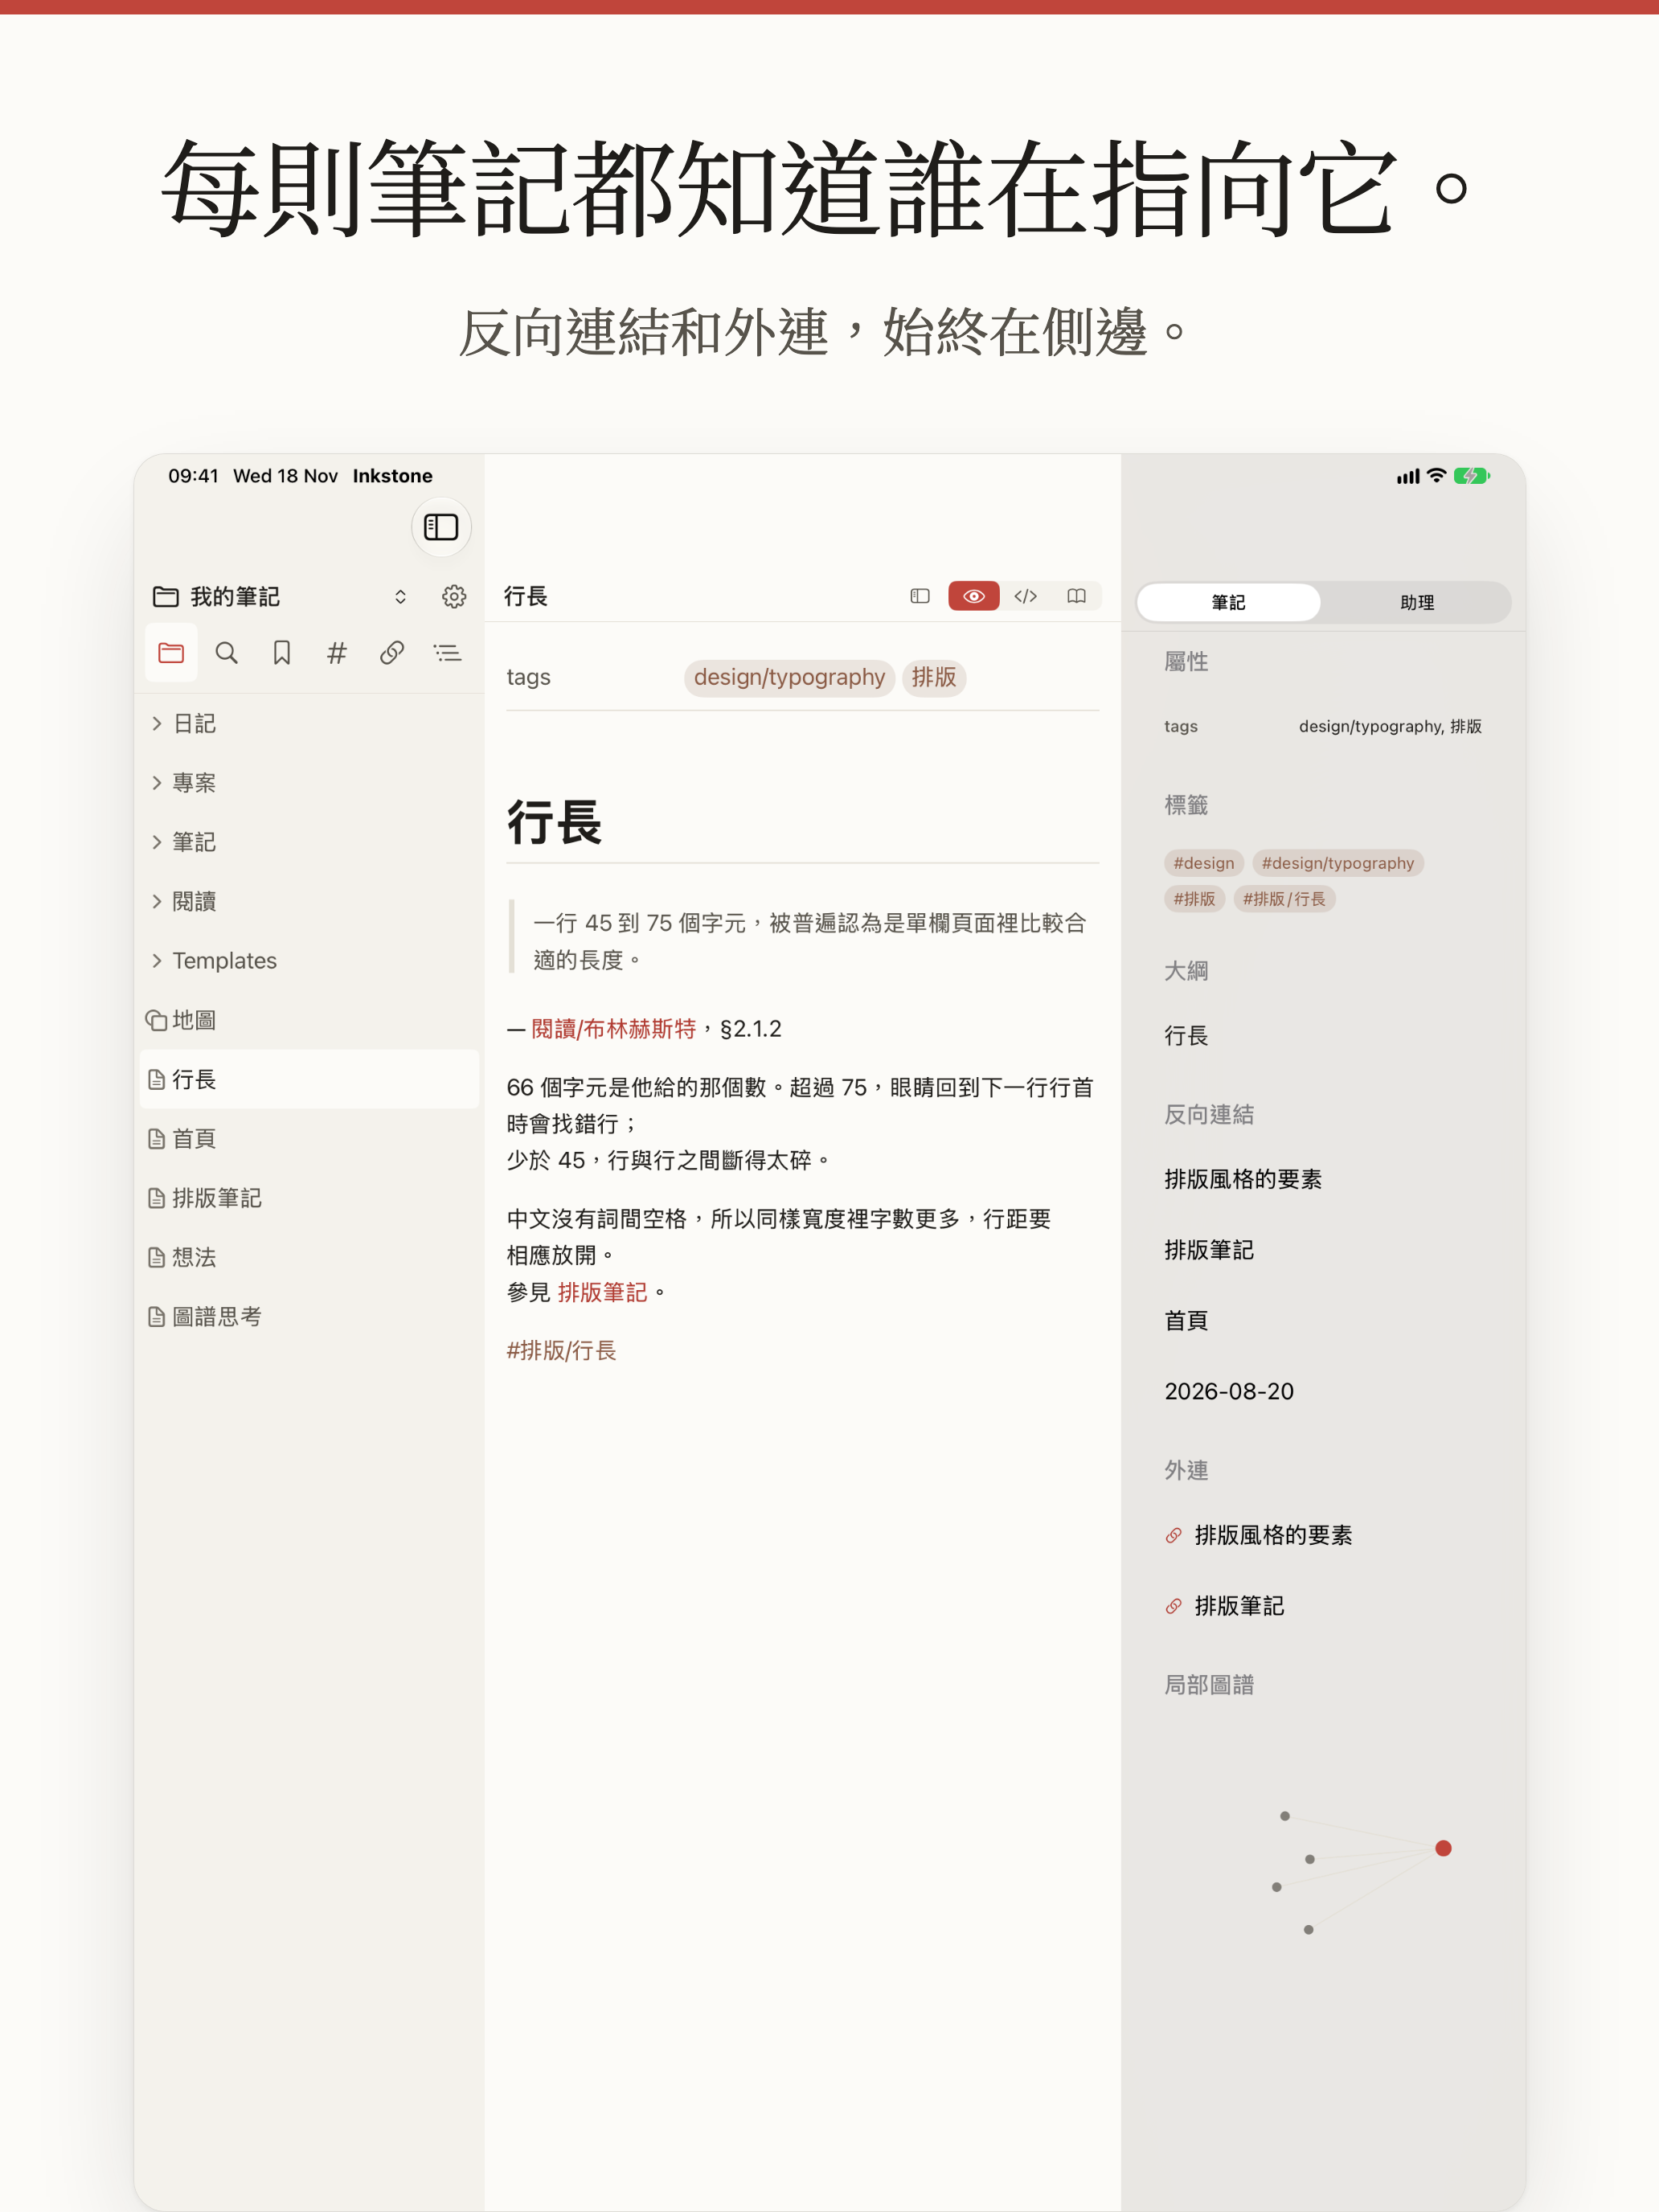 每則筆記都知道誰在指向它。
反向連結和外連，始終在側邊。
09:41 Wed 18 Nov Inkstone
我的筆記
日記
專案
筆記
閱讀
Templates
地圖
行長
首頁
排版筆記
想法
圖譜思考
行長
tags design/typography 排版
行長
一行 45 到 75 個字元，被普遍認為是單欄頁面裡比較合
適的長度。
— 閱讀/布林赫斯特，§2.1.2
66 個字元是他給的那個數。超過 75，眼睛回到下一行行首
時會找錯行；
少於 45，行與行之間斷得太碎。
中文沒有詞間空格，所以同樣寬度裡字數更多，行距要
相應放開。
參見 排版筆記。
#排版/行長
筆記 助理
屬性
tags design/typography, 排版
標籤
#design #design/typography
#排版 #排版/行長
大綱
行長
反向連結
排版風格的要素
排版筆記
首頁
2026-08-20
外連
排版風格的要素
排版筆記
局部圖譜